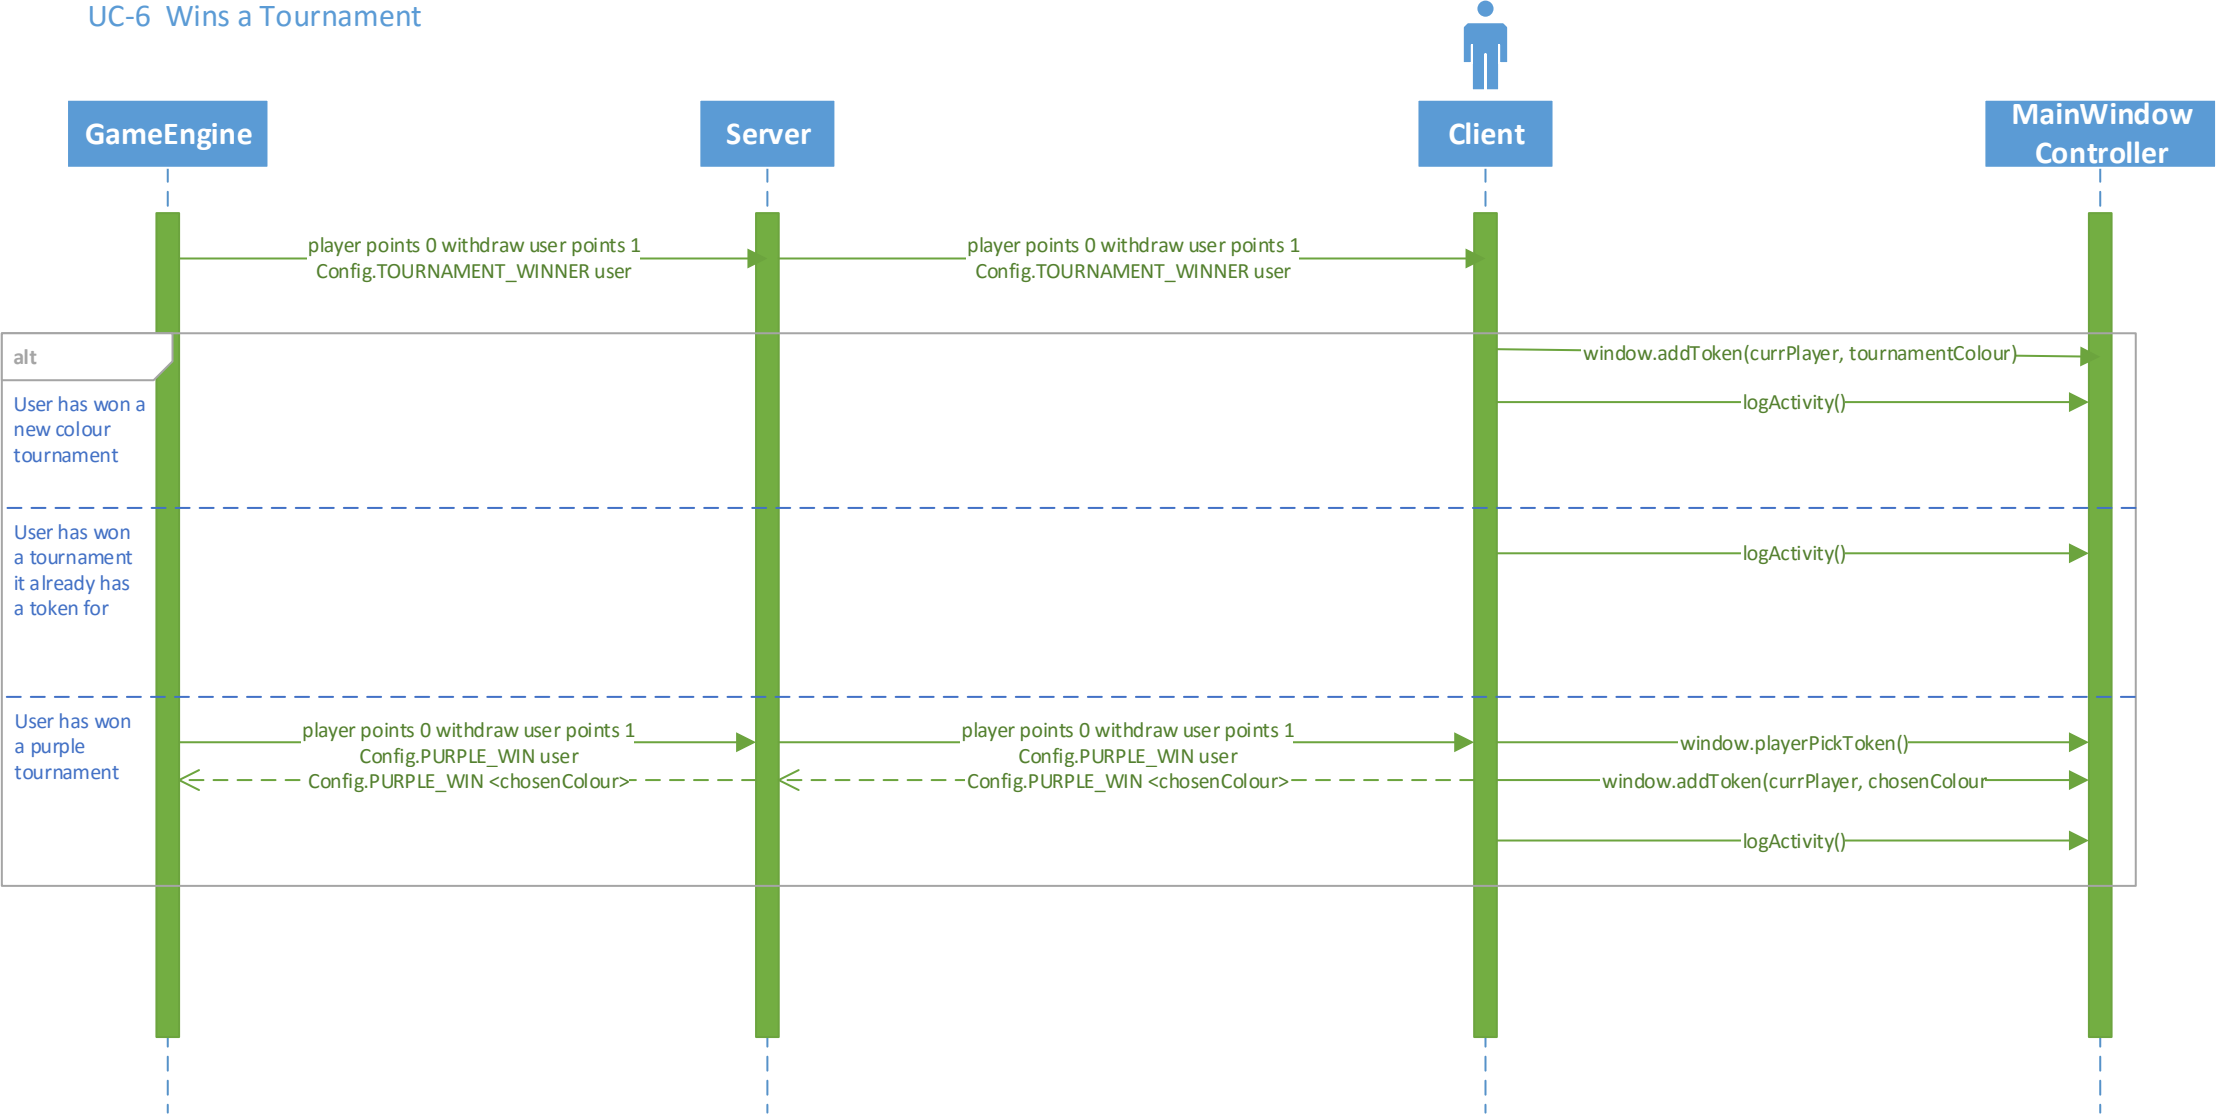 UC-6 Wins a Tournament
GameEngine
Server
Client
MainWindow
Controller
player points 0 withdraw user points 1
Config.TOURNAMENT_WINNER user
player points 0 withdraw user points 1
Config.TOURNAMENT_WINNER user
alt
window.addToken(currPlayer, tournamentColour)
User has won a
new colour
tournament
logActivity()
User has won
a tournament
it already has
a token for
logActivity()
User has won
a purple
tournament
player points 0 withdraw user points 1
Config.PURPLE_WIN user
Config.PURPLE_WIN <chosenColour>
player points 0 withdraw user points 1
Config.PURPLE_WIN user
Config.PURPLE_WIN <chosenColour>
window.playerPickToken()
window.addToken(currPlayer, chosenColour
logActivity()